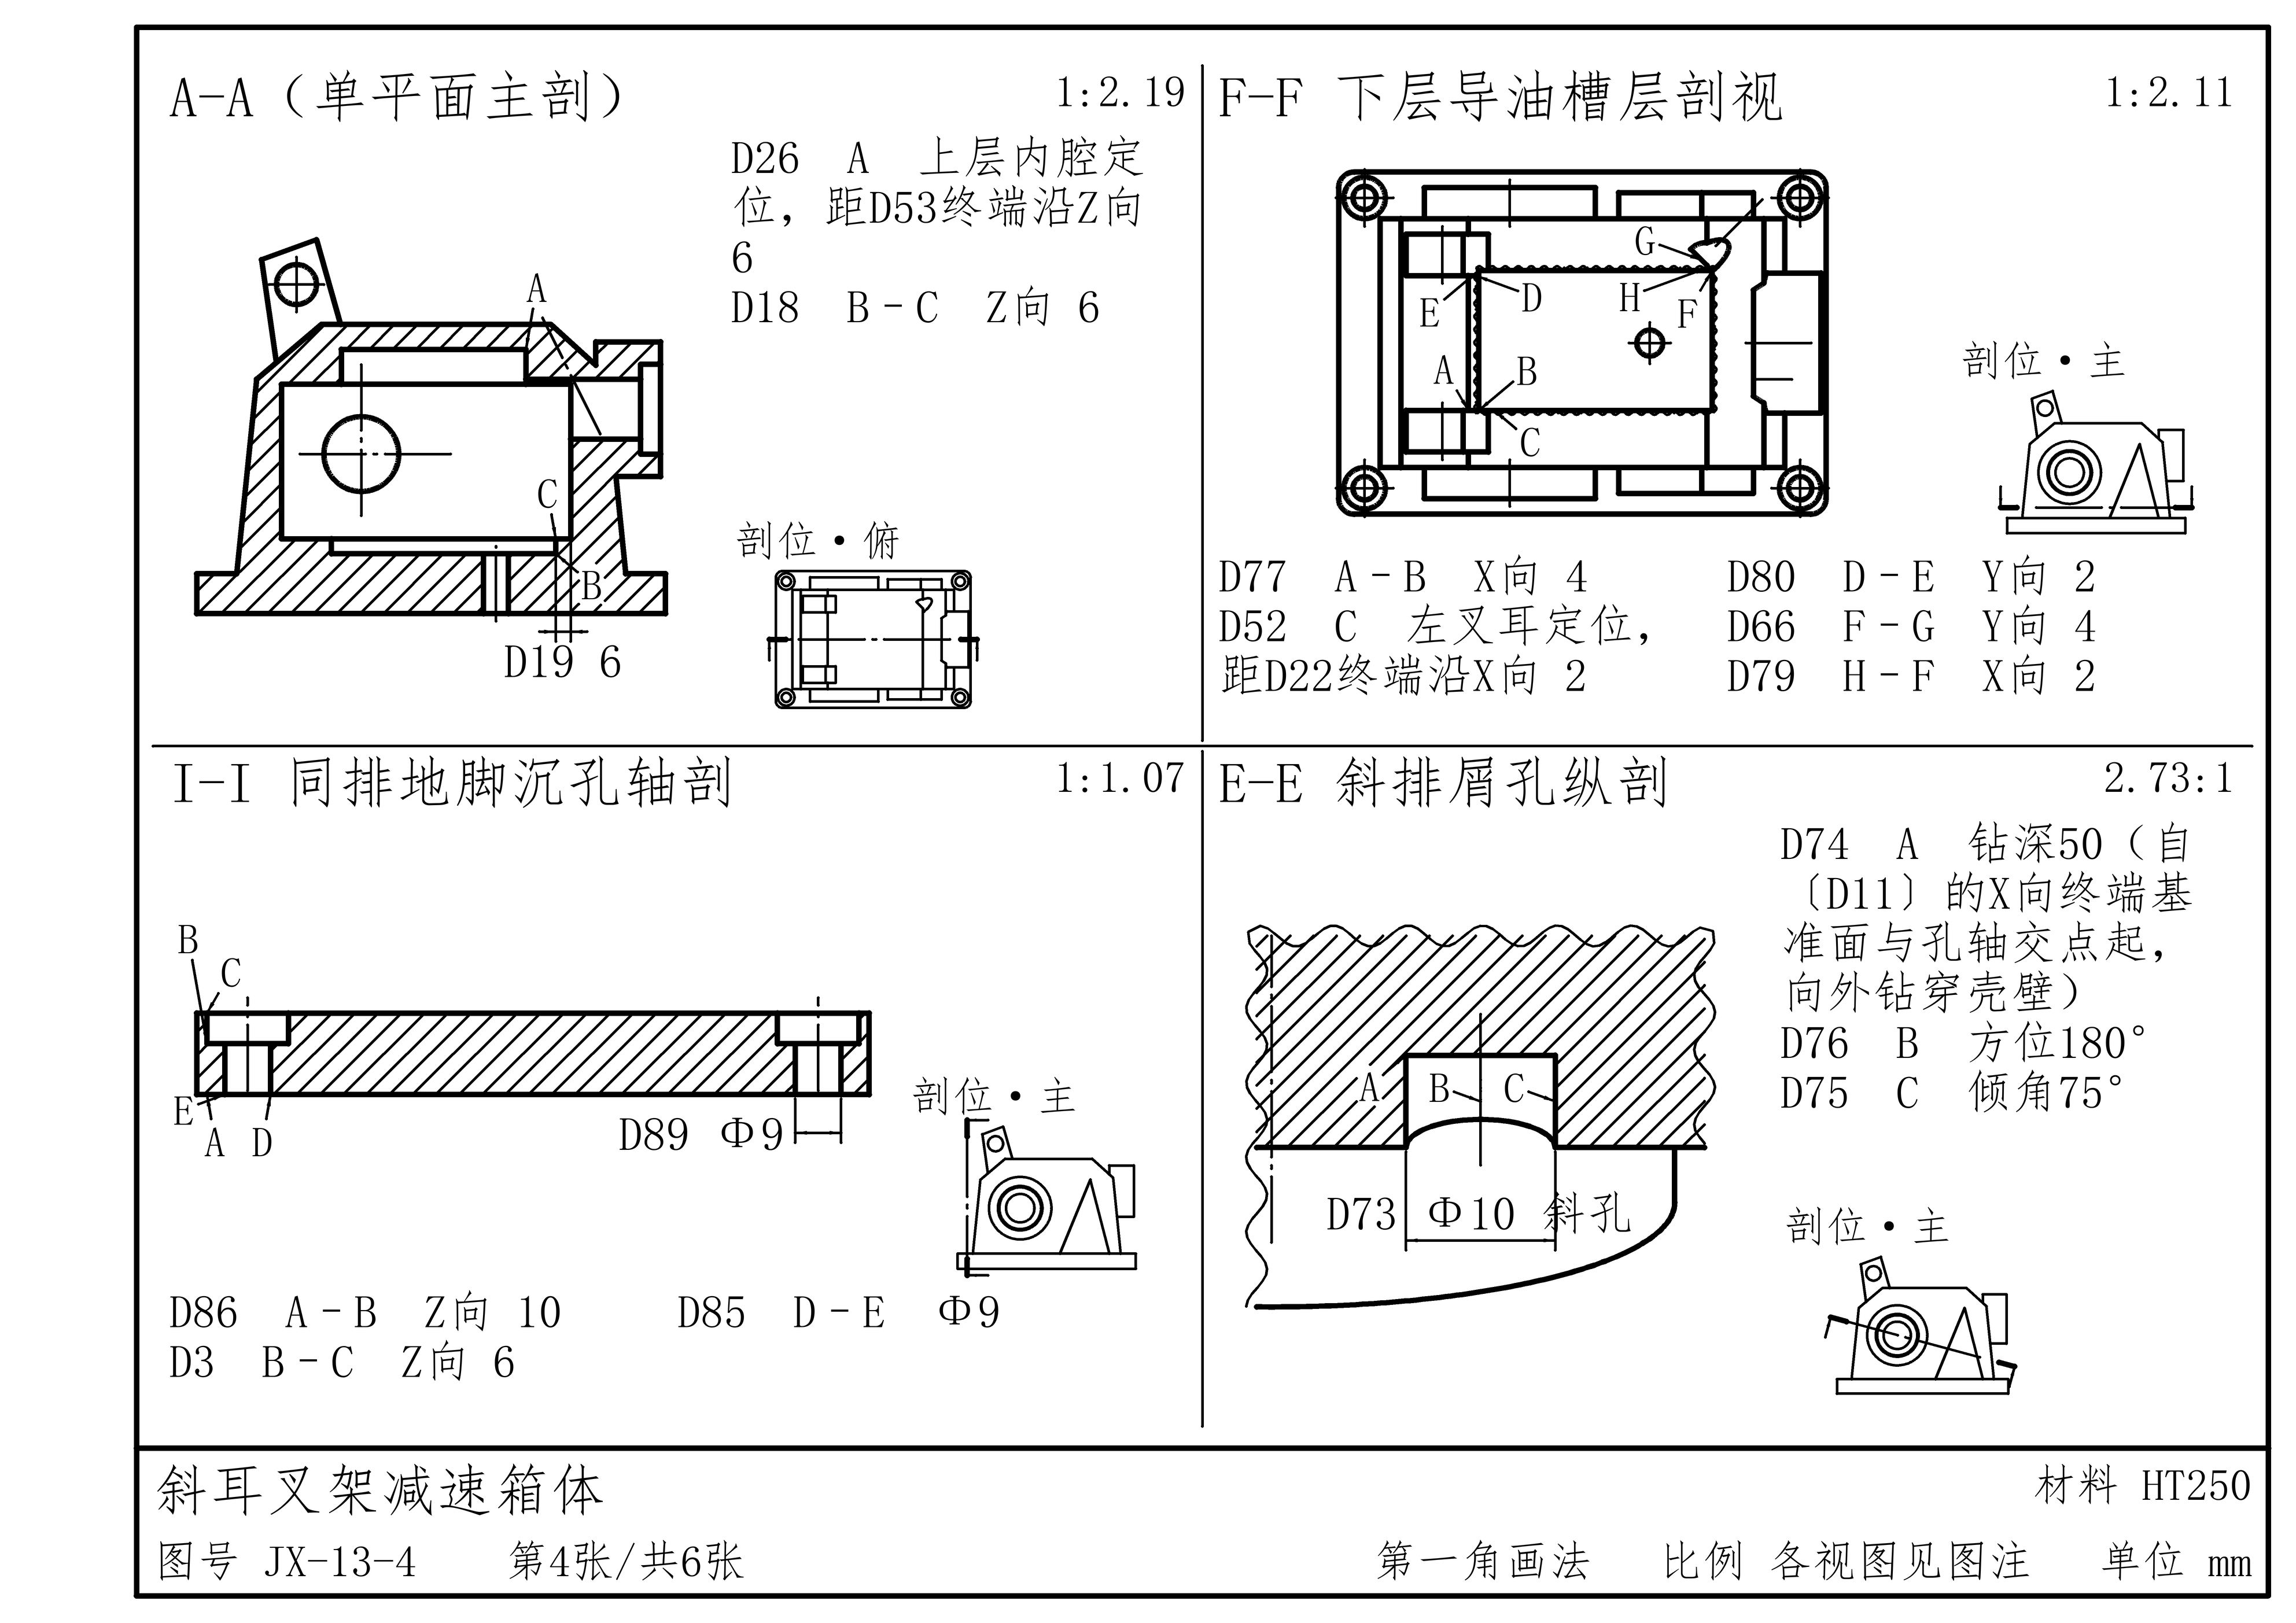 A-A（单平面主剖） 1:2.19
D26 A 上层内腔定
位，距D53终端沿Z向
6
D18 B-C Z向 6
A
C
B
D19 6
剖位·俯
F-F 下层导油槽层剖视 1:2.11
G
E
D
H
F
A
B
C
剖位·主
D77 A-B X向 4
D52 C 左叉耳定位，
距D22终端沿X向 2
D80 D-E Y向 2
D66 F-G Y向 4
D79 H-F X向 2
I-I 同排地脚沉孔轴剖 1:1.07
B
C
E
A
D
D89 Φ9
剖位·主
D86 A-B Z向 10
D3 B-C Z向 6
D85 D-E Φ9
E-E 斜排屑孔纵剖 2.73:1
D74 A 钻深50（自
〔D11〕的X向终端基
准面与孔轴交点起，
向外钻穿壳壁）
D76 B 方位180°
D75 C 倾角75°
A
B
C
D73 Φ10 斜孔
剖位·主
斜耳叉架减速箱体
材料 HT250
图号 JX-13-4 第4张/共6张
第一角画法 比例 各视图见图注 单位 mm